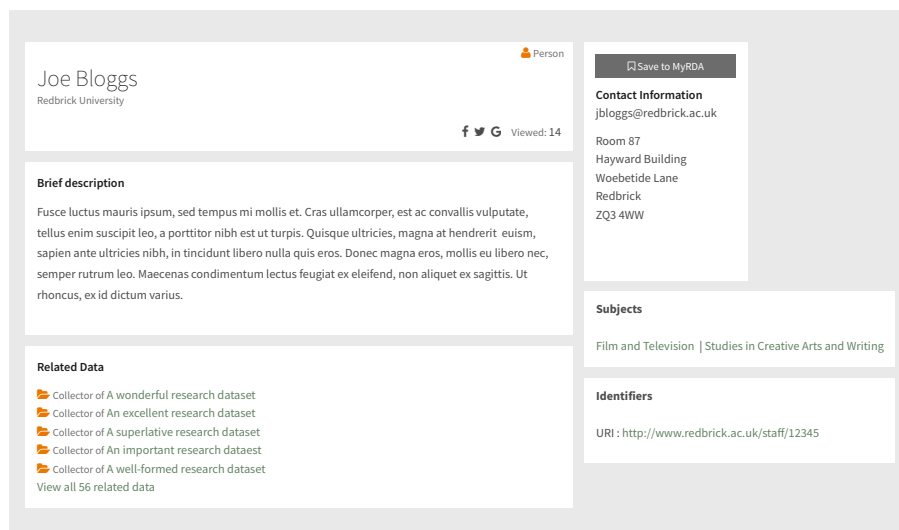 Person
Joe Bloggs
Redbrick University
Viewed: 14
Brief description
Fusce luctus mauris ipsum, sed tempus mi mollis et. Cras ullamcorper, est ac convallis vulputate,
tellus enim suscipit leo, a porttitor nibh est ut turpis. Quisque ultricies, magna at hendrerit euism,
sapien ante ultricies nibh, in tincidunt libero nulla quis eros. Donec magna eros, mollis eu libero nec,
semper rutrum leo. Maecenas condimentum lectus feugiat ex eleifend, non aliquet ex sagittis. Ut
rhoncus, ex id dictum varius.
Related Data
Collector of A wonderful research dataset
Collector of An excellent research dataset
Collector of A superlative research dataset
Collector of An important research dataest
Collector of A well-formed research dataset
View all 56 related data
Save to MyRDA
Contact Information
jbloggs@redbrick.ac.uk
Room 87
Hayward Building
Woebetide Lane
Redbrick
ZQ3 4WW
Subjects
Film and Television | Studies in Creative Arts and Writing
Identifiers
URI : http://www.redbrick.ac.uk/staff/12345